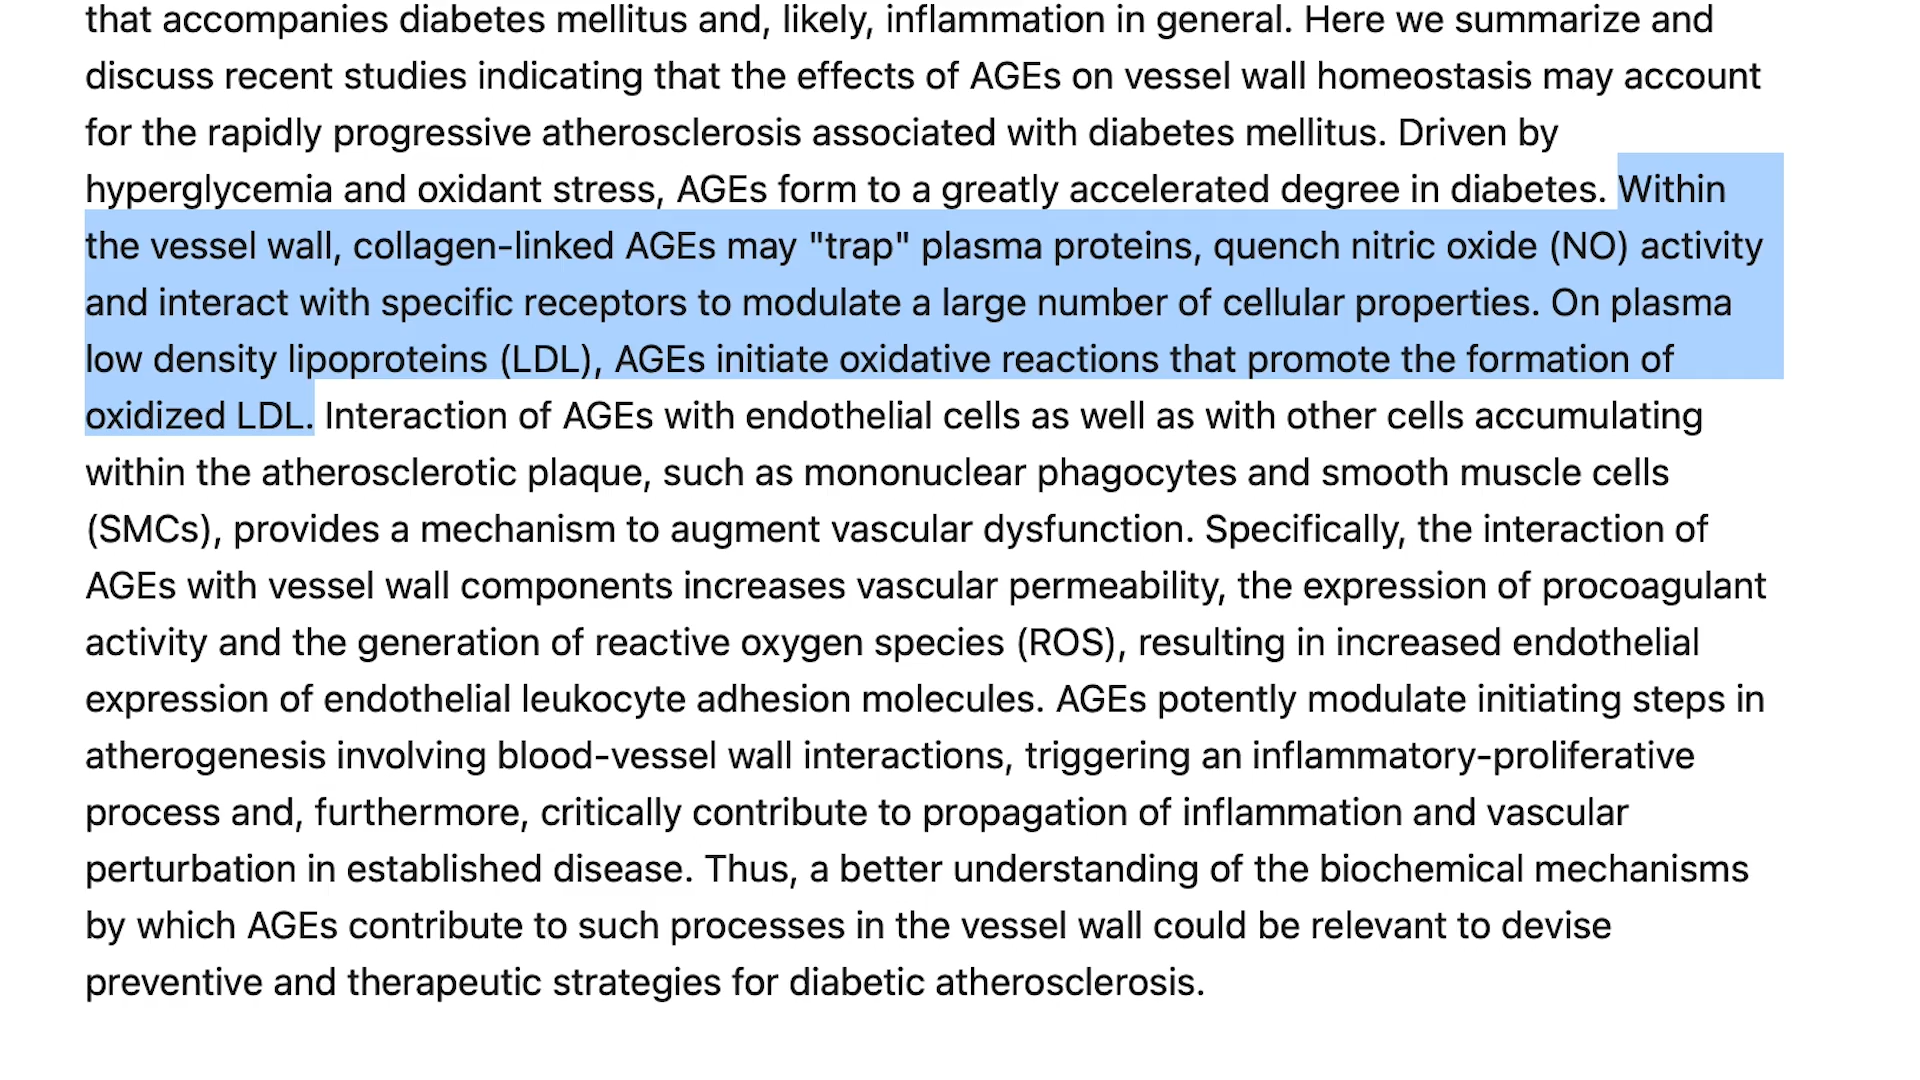 that accompanies diabetes mellitus and, likely, inflammation in general. Here we summarize and
discuss recent studies indicating that the effects of AGEs on vessel wall homeostasis may account
for the rapidly progressive atherosclerosis associated with diabetes mellitus. Driven by
hyperglycemia and oxidant stress, AGEs form to a greatly accelerated degree in diabetes. Within
the vessel wall, collagen-linked AGEs may "trap" plasma proteins, quench nitric oxide (NO) activity
and interact with specific receptors to modulate a large number of cellular properties. On plasma
low density lipoproteins (LDL), AGEs initiate oxidative reactions that promote the formation of
oxidized LDL. Interaction of AGEs with endothelial cells as well as with other cells accumulating
within the atherosclerotic plaque, such as mononuclear phagocytes and smooth muscle cells
(SMCs), provides a mechanism to augment vascular dysfunction. Specifically, the interaction of
AGEs with vessel wall components increases vascular permeability, the expression of procoagulant
activity and the generation of reactive oxygen species (ROS), resulting in increased endothelial
expression of endothelial leukocyte adhesion molecules. AGEs potently modulate initiating steps in
atherogenesis involving blood-vessel wall interactions, triggering an inflammatory-proliferative
process and, furthermore, critically contribute to propagation of inflammation and vascular
perturbation in established disease. Thus, a better understanding of the biochemical mechanisms
by which AGEs contribute to such processes in the vessel wall could be relevant to devise
preventive and therapeutic strategies for diabetic atherosclerosis.